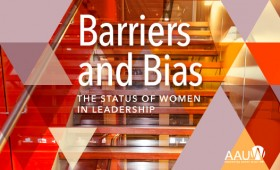 Barriers
and Bias
THE STATUS OF WOMEN
IN LEADERSHIP
AAUW